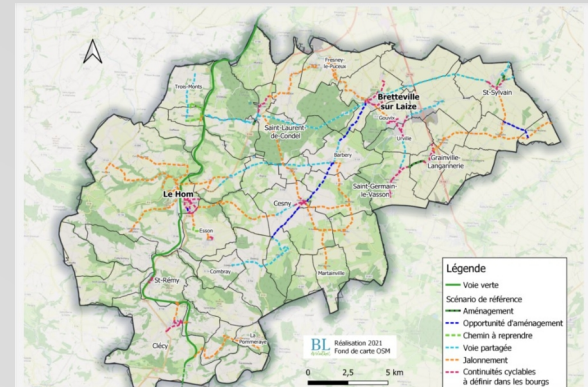 Fresney
le-Puceux
Trois-Monts
Bretteville
sur Laize
St-Sylvain
Gouvix
Saint-Laurent
de-Condel
Urville
Barbery
Grainville-
Langannerie
Saint-Germain
le-Vasson
Le Hom
Cesny
Esson
Combray
Martainville
St-Rémy
Clécy
La
Pommeraye
Légende
Voie verte
Scénario de référence
Aménagement
Opportunité d'aménagement
Chemin à reprendre
Voie partagée
Jalonnement
Continuités cyclables
à définir dans les bourgs
BL
Réalisation 2021
Fond de carte OSM
0 2,5 5 km